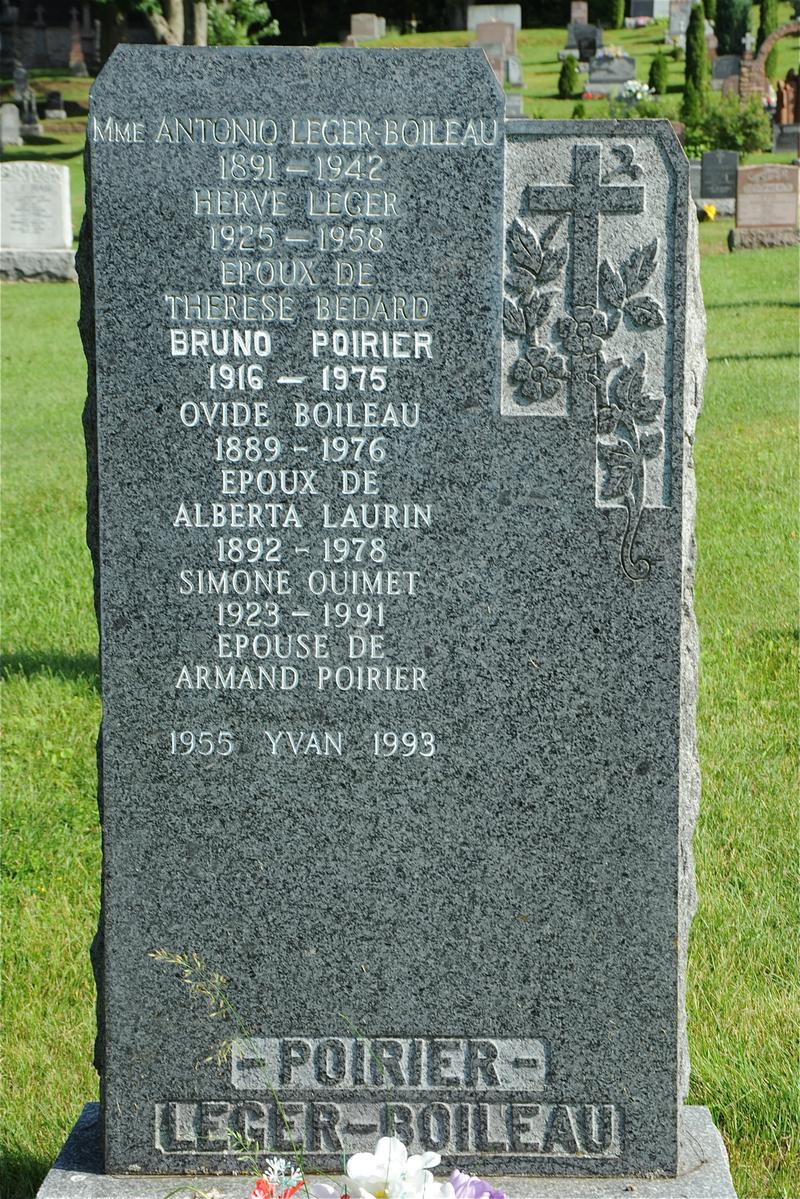 Mme ANTONIO LEGER-BOILEAU
1891 – 1942
HERVE LEGER
1925 – 1958
EPOUX DE
THERESE BEDARD
BRUNO POIRIER
1916 – 1975
OVIDE BOILEAU
1889 - 1976
EPOUX DE
ALBERTA LAURIN
1892 - 1978
SIMONE OUIMET
1923 – 1991
EPOUSE DE
ARMAND POIRIER
1955 YVAN 1993
- POIRIER -
LEGER-BOILEAU